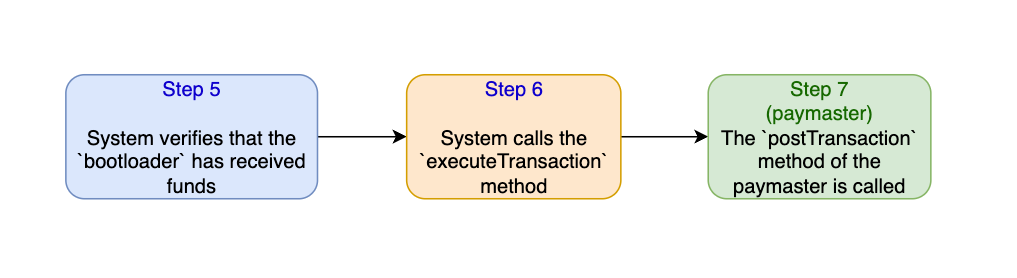 Step 5
System verifies that the
`bootloader` has received
funds
Step 6
System calls the
`executeTransaction`
method
Step 7
(paymaster)
The `postTransaction`
method of the
paymaster is called